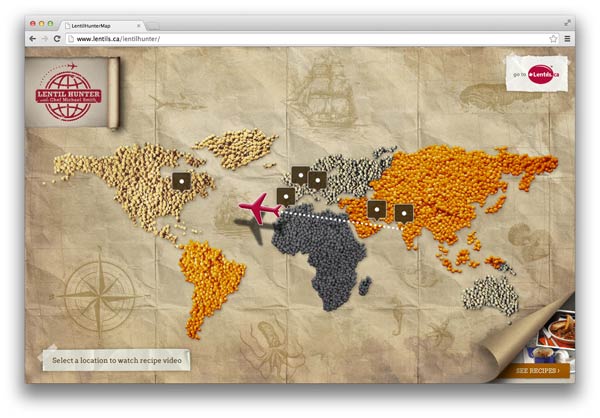 LentilHunterMap
www.lentils.ca/lentilhunter/
LENTIL HUNTER
with Chef Michael Smith
go to Lentils.ca
Select a location to watch recipe video
SEE RECIPES ›